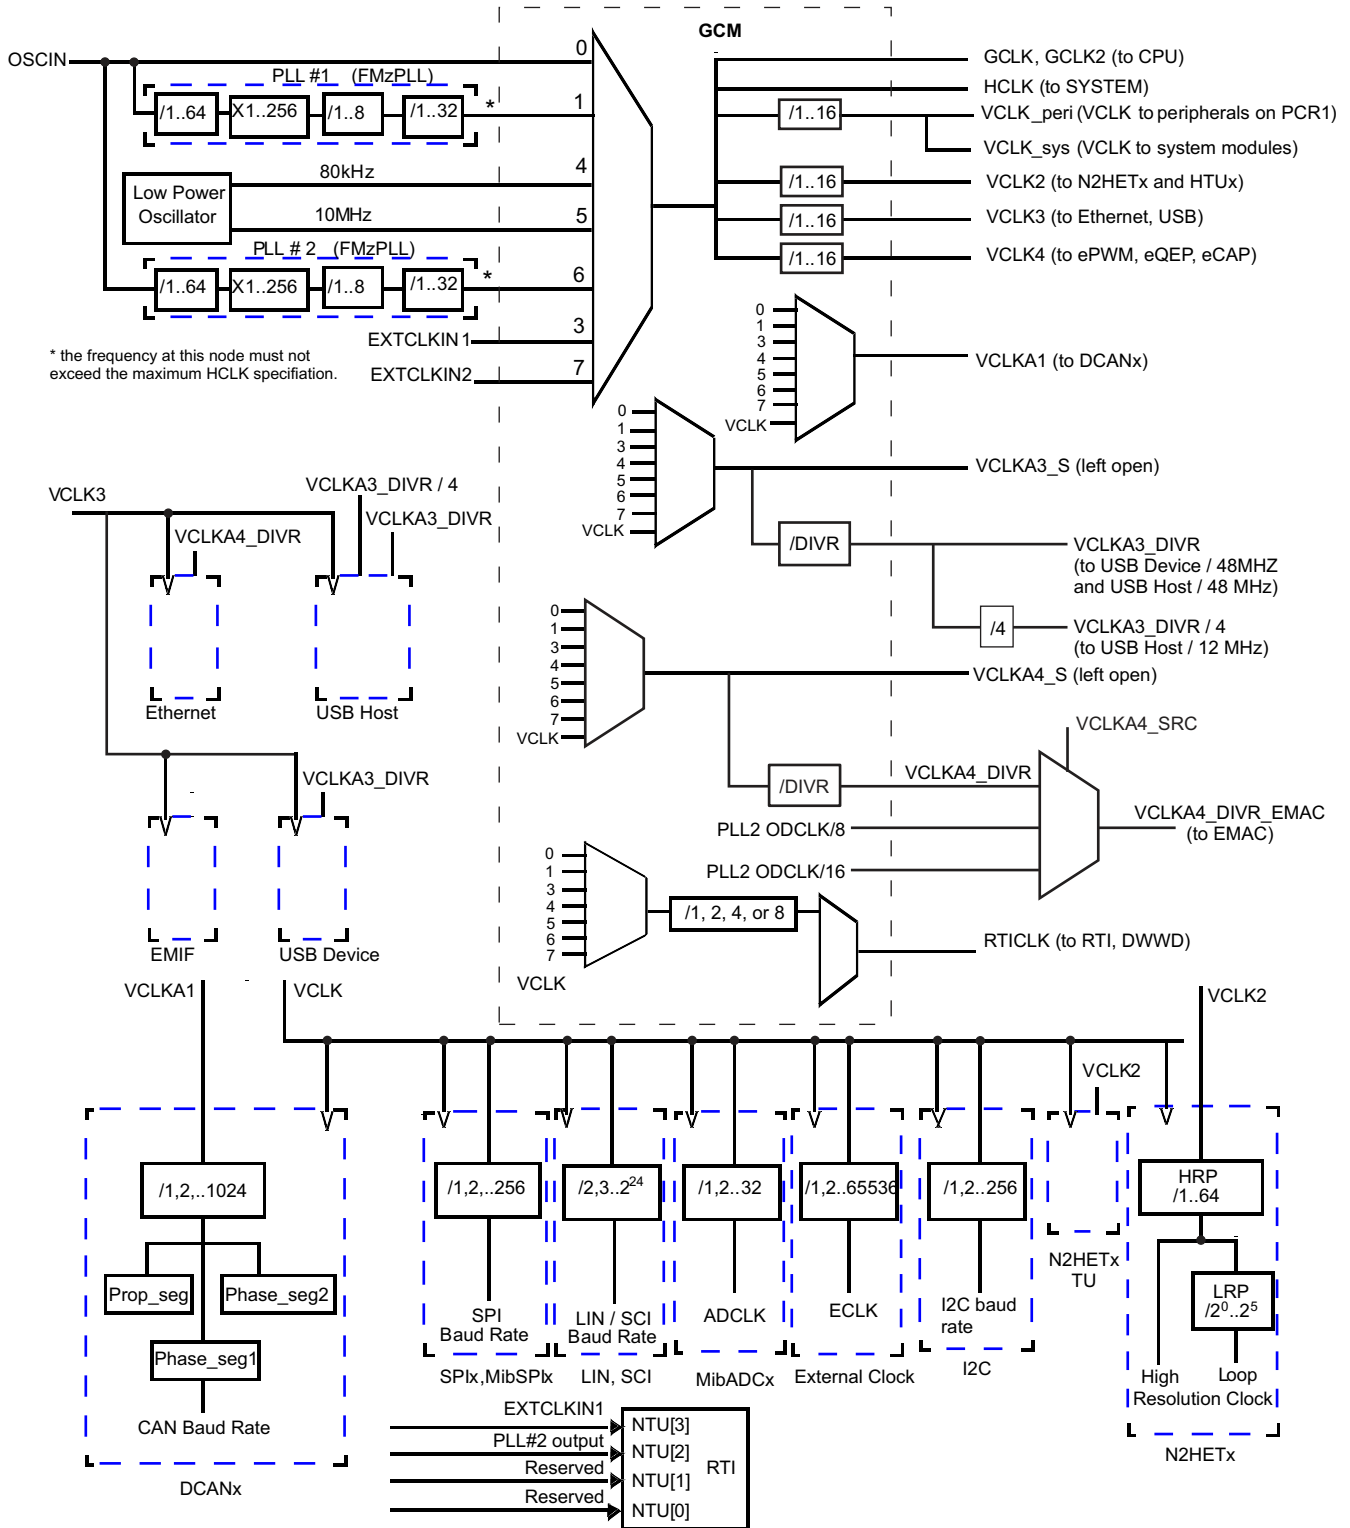 GCM
OSCIN
0
PLL #1 (FMzPLL)
/1..64
X1..256
/1..8
/1..32
*
1
80kHz
4
Low Power
Oscillator
10MHz
5
PLL # 2 (FMzPLL)
/1..64
X1..256
/1..8
/1..32
*
6
EXTCLKIN1
3
EXTCLKIN2
7
* the frequency at this node must not
exceed the maximum HCLK specifiation.
GCLK, GCLK2 (to CPU)
HCLK (to SYSTEM)
/1..16
VCLK_peri (VCLK to peripherals on PCR1)
VCLK_sys (VCLK to system modules)
/1..16
VCLK2 (to N2HETx and HTUx)
/1..16
VCLK3 (to Ethernet, USB)
/1..16
VCLK4 (to ePWM, eQEP, eCAP)
0
1
3
4
5
6
7
VCLK
VCLKA1 (to DCANx)
0
1
3
4
5
6
7
VCLK
VCLKA3_S (left open)
/DIVR
VCLKA3_DIVR
(to USB Device / 48MHZ
and USB Host / 48 MHz)
/4
VCLKA3_DIVR / 4
(to USB Host / 12 MHz)
0
1
3
4
5
6
7
VCLK
VCLKA4_S (left open)
VCLKA4_SRC
/DIVR
VCLKA4_DIVR
PLL2 ODCLK/8
PLL2 ODCLK/16
VCLKA4_DIVR_EMAC
(to EMAC)
0
1
3
4
5
6
7
VCLK
/1, 2, 4, or 8
RTICLK (to RTI, DWWD)
VCLK3
VCLKA3_DIVR / 4
VCLKA3_DIVR
VCLKA4_DIVR
Ethernet
USB Host
VCLKA3_DIVR
EMIF
USB Device
VCLKA1
VCLK
VCLK2
VCLK2
/1,2,..1024
Prop_seg
Phase_seg2
Phase_seg1
CAN Baud Rate
DCANx
/1,2,..256
SPI
Baud Rate
SPIx,MibSPIx
/2,3..2²⁴
LIN / SCI
Baud Rate
LIN, SCI
/1,2..32
ADCLK
MibADCx
/1,2..65536
ECLK
External Clock
/1,2..256
I2C baud
rate
I2C
N2HETx
TU
HRP
/1..64
LRP
/2⁰..2⁵
High
Loop
Resolution Clock
N2HETx
EXTCLKIN1
NTU[3]
PLL#2 output
NTU[2]
Reserved
NTU[1]
Reserved
NTU[0]
RTI